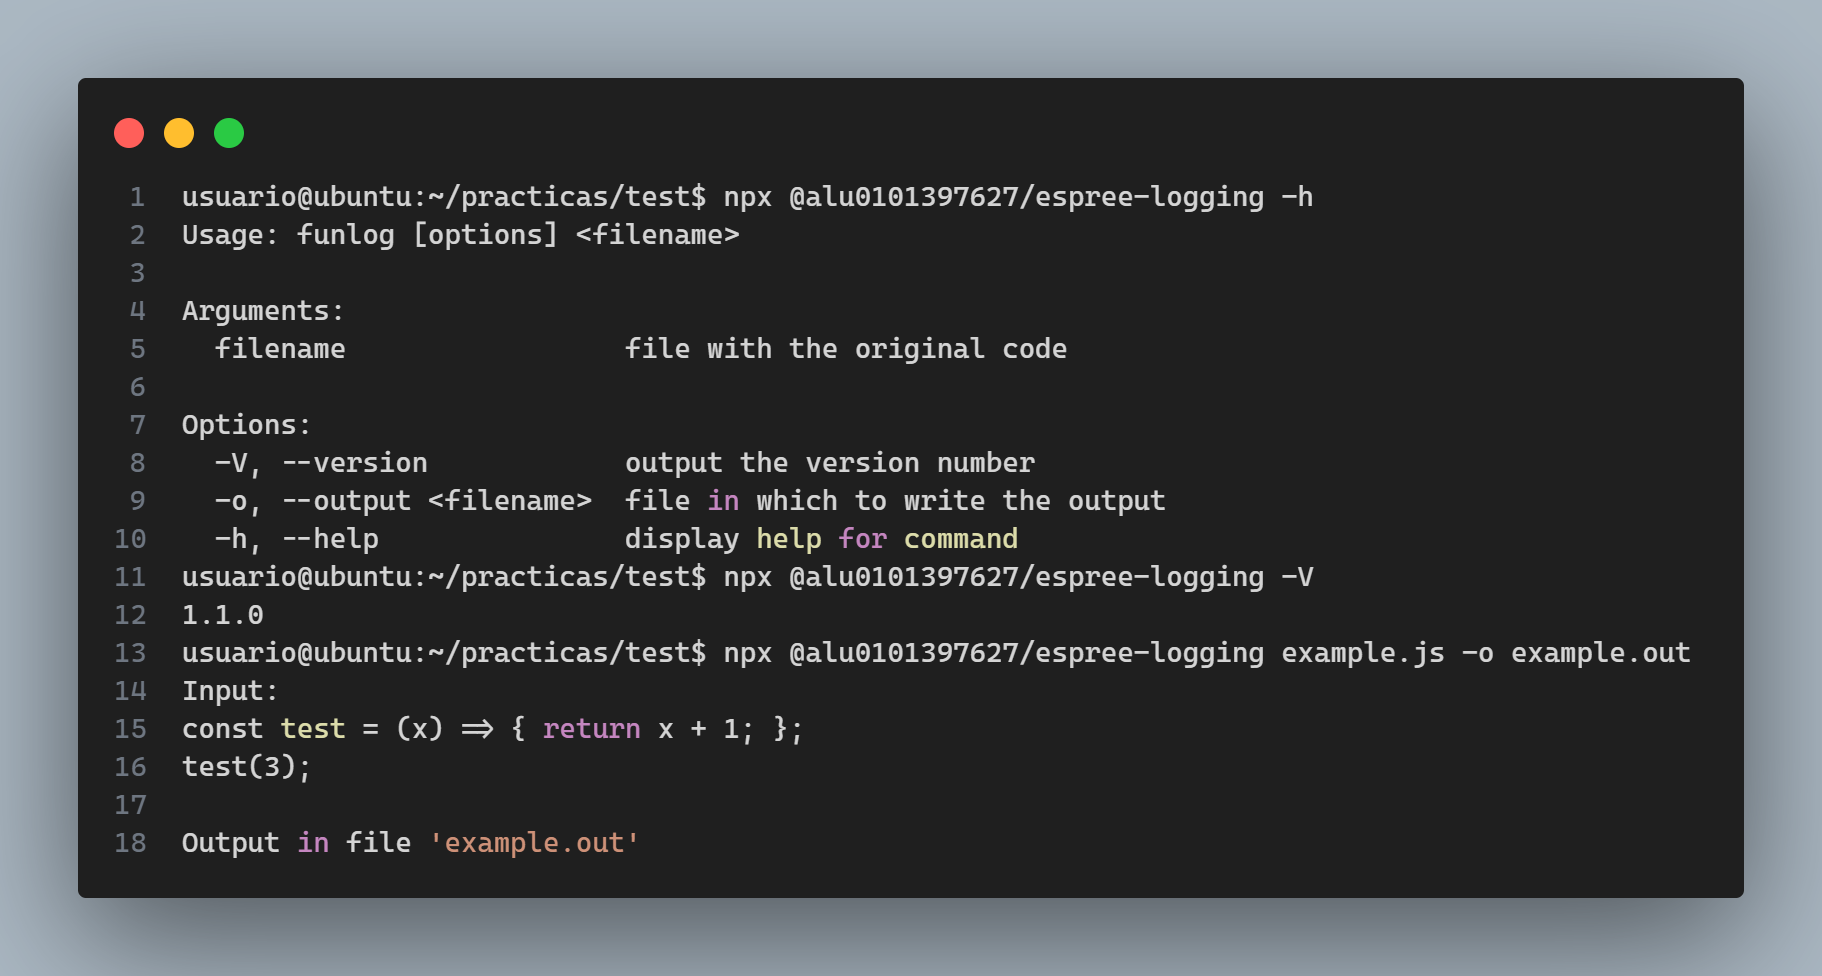 1 usuario@ubuntu:~/practicas/test$ npx @alu0101397627/espree-logging -h
2 Usage: funlog [options] <filename>
3
4 Arguments:
5   filename                 file with the original code
6
7 Options:
8   -V, --version            output the version number
9   -o, --output <filename>  file in which to write the output
10   -h, --help               display help for command
11 usuario@ubuntu:~/practicas/test$ npx @alu0101397627/espree-logging -V
12 1.1.0
13 usuario@ubuntu:~/practicas/test$ npx @alu0101397627/espree-logging example.js -o example.out
14 Input:
15 const test = (x) => { return x + 1; };
16 test(3);
17
18 Output in file 'example.out'